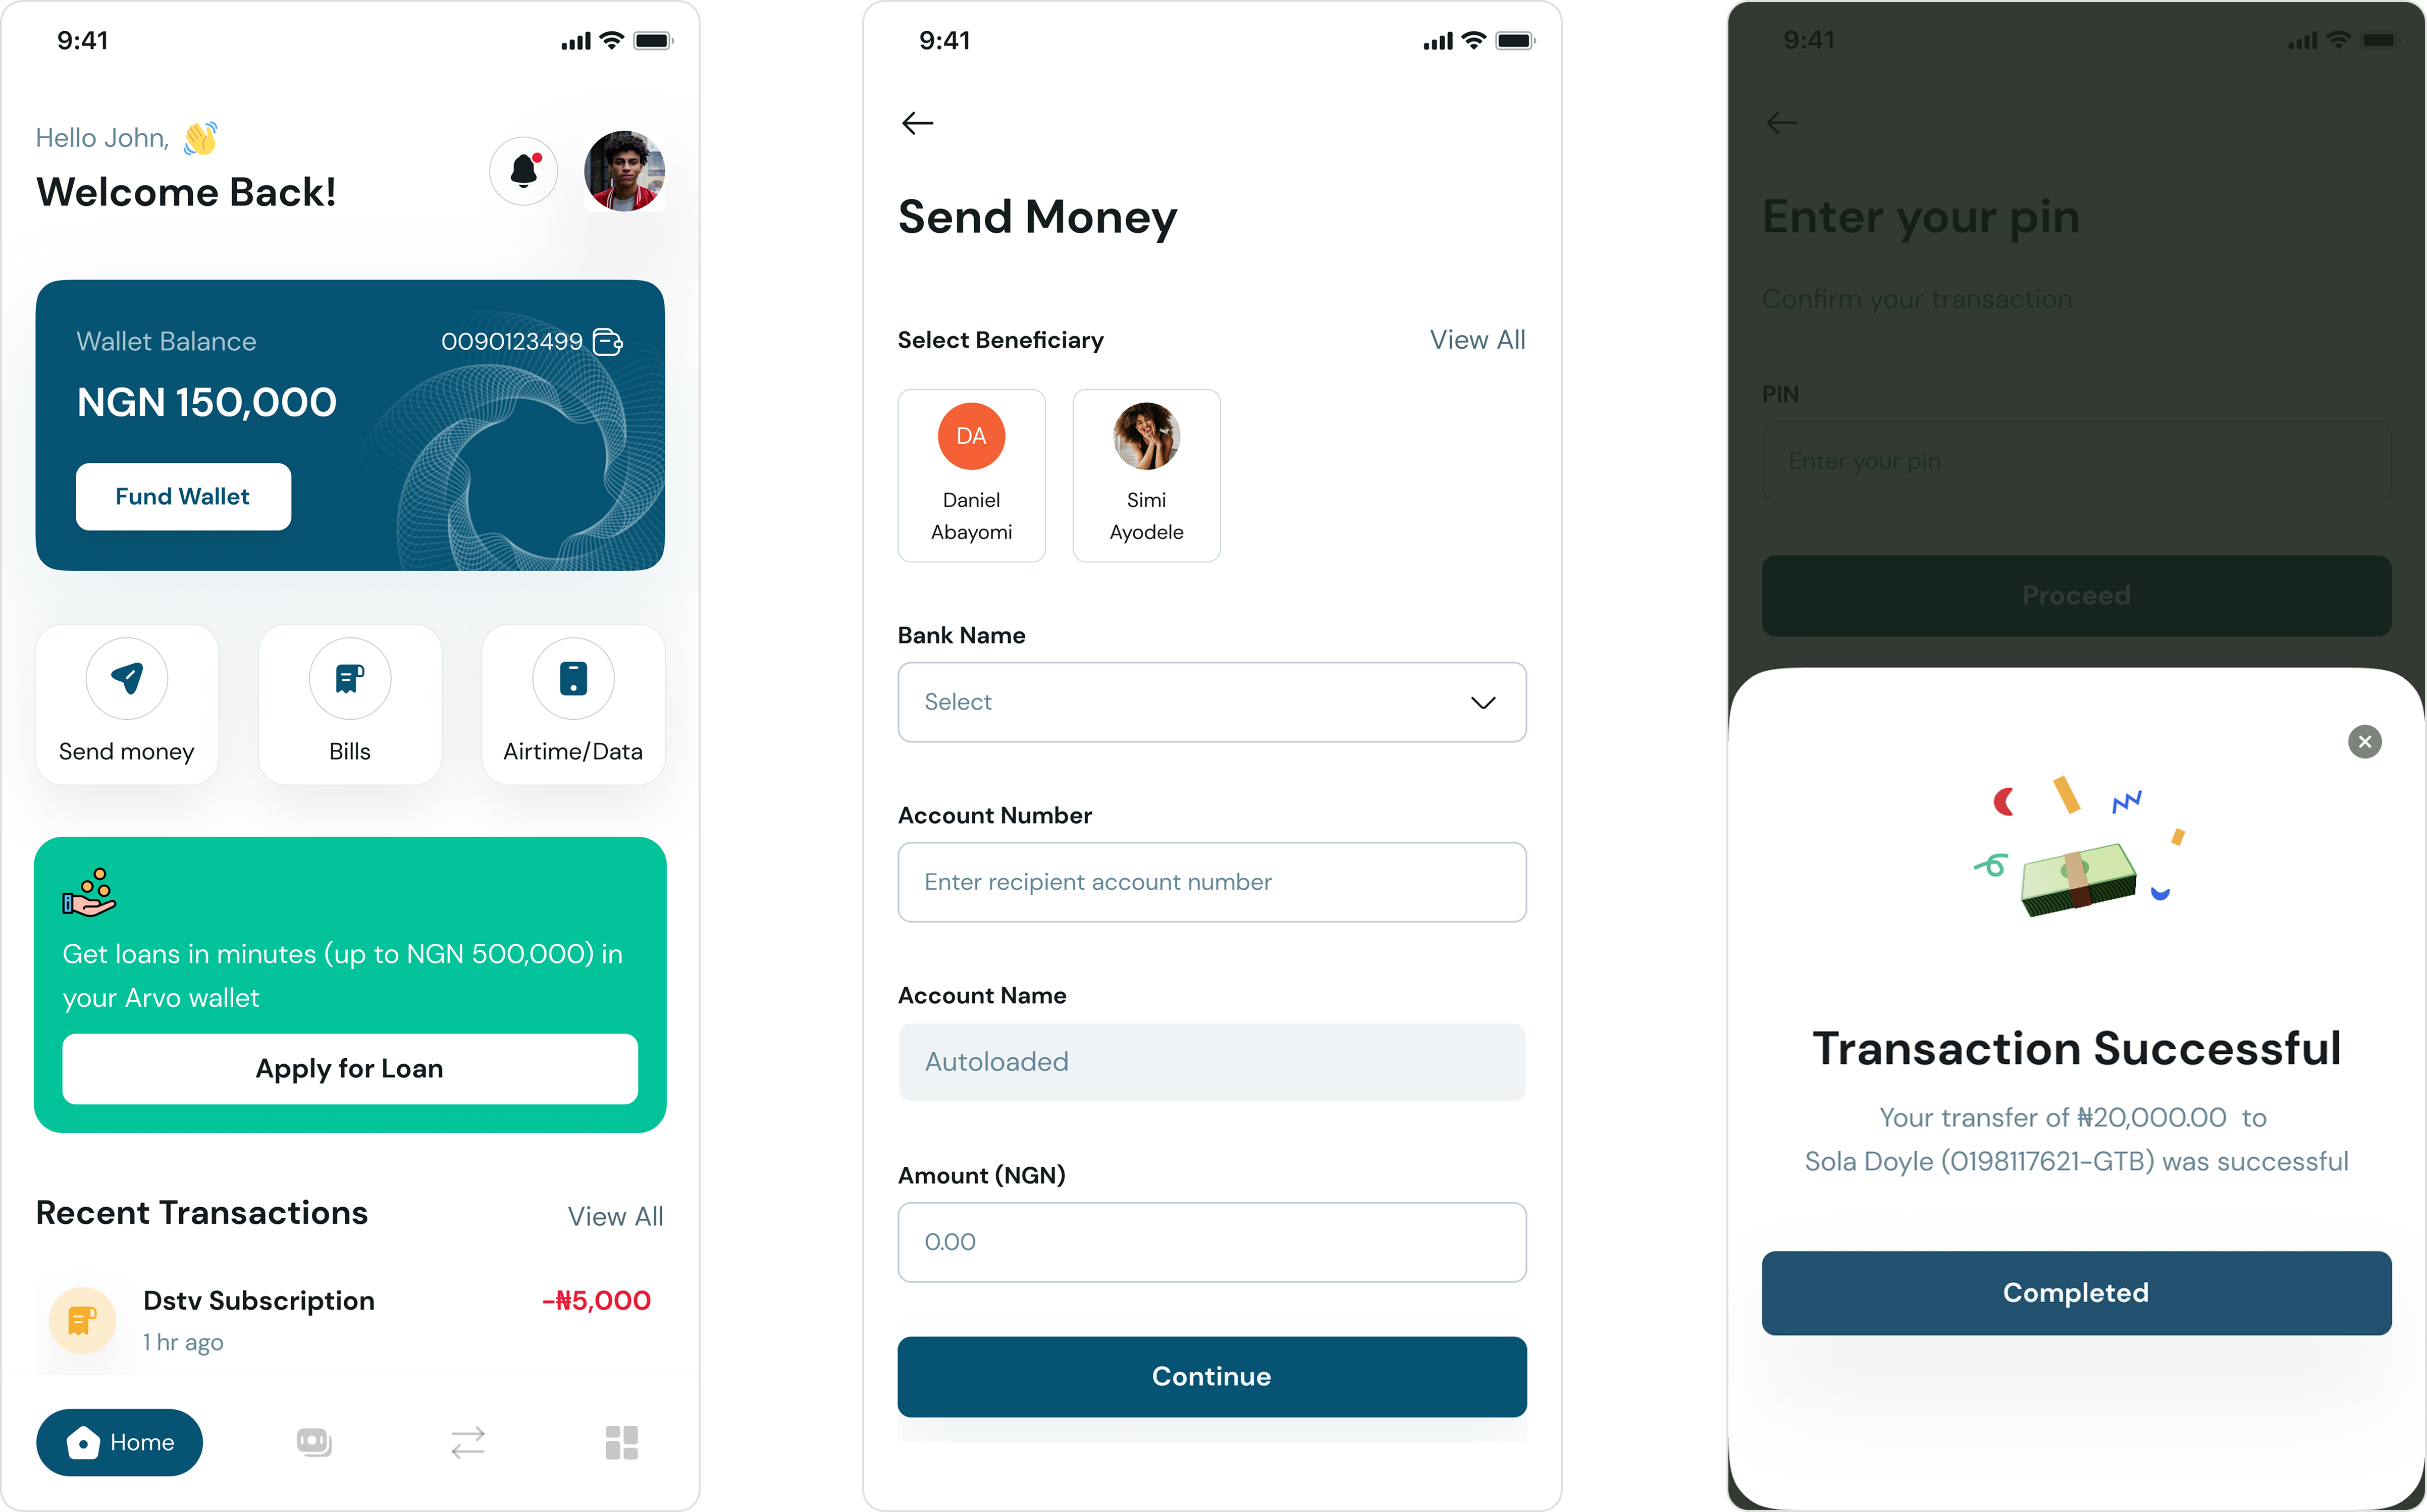 9:41
Hello John,
Welcome Back!
Wallet Balance
0090123499
NGN 150,000
Fund Wallet
Send money
Bills
Airtime/Data
Get loans in minutes (up to NGN 500,000) in
your Arvo wallet
Apply for Loan
Recent Transactions
View All
Dstv Subscription
-₦5,000
1 hr ago
Home
9:41
Send Money
Select Beneficiary
View All
DA
Daniel
Abayomi
Simi
Ayodele
Bank Name
Select
Account Number
Enter recipient account number
Account Name
Autoloaded
Amount (NGN)
0.00
Continue
9:41
Enter your pin
Confirm your transaction
PIN
Enter your pin
Proceed
Transaction Successful
Your transfer of ₦20,000.00 to
Sola Doyle (0198117621-GTB) was successful
Completed